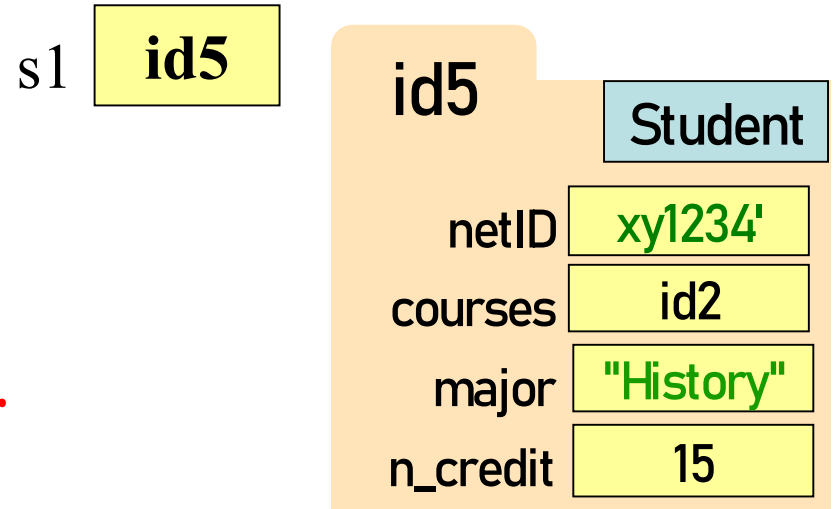 s1 id5
id5
Student
netID xy1234'
courses id2
major "History"
n_credit 15
.